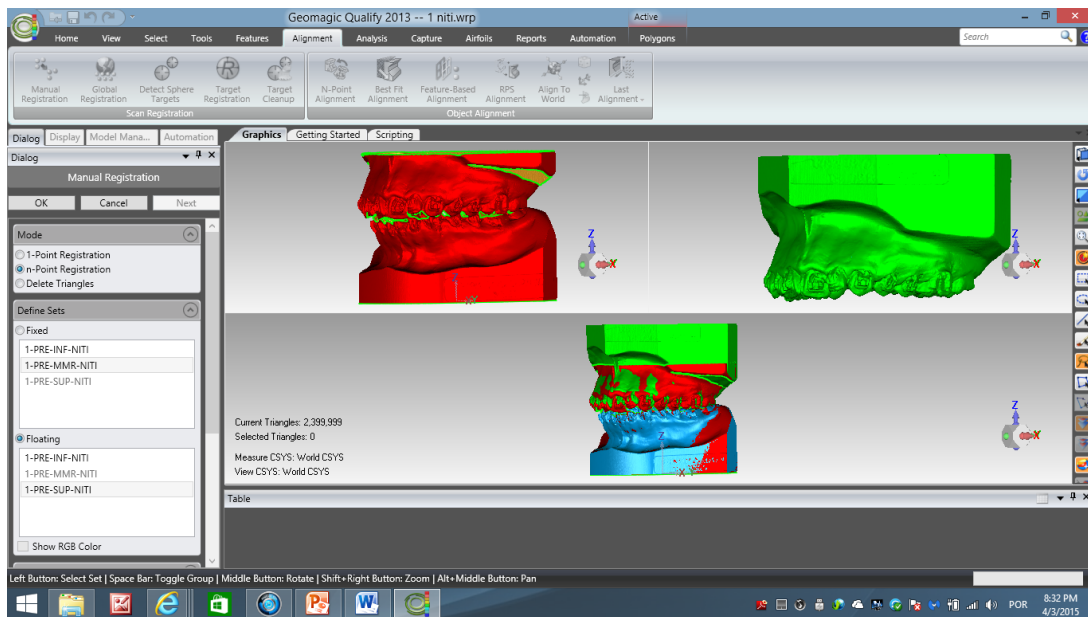 Geomagic Qualify 2013 -- 1 niti.wrp
Active
Home View Select Tools Features Alignment Analysis Capture Airfoils Reports Automation Polygons
Search
Manual Registration
Global Registration
Detect Sphere Targets
Target Registration
Target Cleanup
N-Point Alignment
Best Fit Alignment
Feature-Based Alignment
RPS Alignment
Align To World
Last Alignment
Scan Registration
Object Alignment
Dialog Display Model Mana... Automation
Graphics Getting Started Scripting
Dialog
Manual Registration
OK Cancel Next
Mode
1-Point Registration
n-Point Registration
Delete Triangles
Define Sets
Fixed
1-PRE-INF-NITI
1-PRE-MMR-NITI
1-PRE-SUP-NITI
Floating
1-PRE-INF-NITI
1-PRE-MMR-NITI
1-PRE-SUP-NITI
Show RGB Color
Z
X
Z
X
Current Triangles: 2,399,999
Selected Triangles: 0
Measure CSYS: World CSYS
View CSYS: World CSYS
Z
X
Z
X
Table
Left Button: Select Set | Space Bar: Toggle Group | Middle Button: Rotate | Shift+Right Button: Zoom | Alt+Middle Button: Pan
POR
8:32 PM
4/3/2015